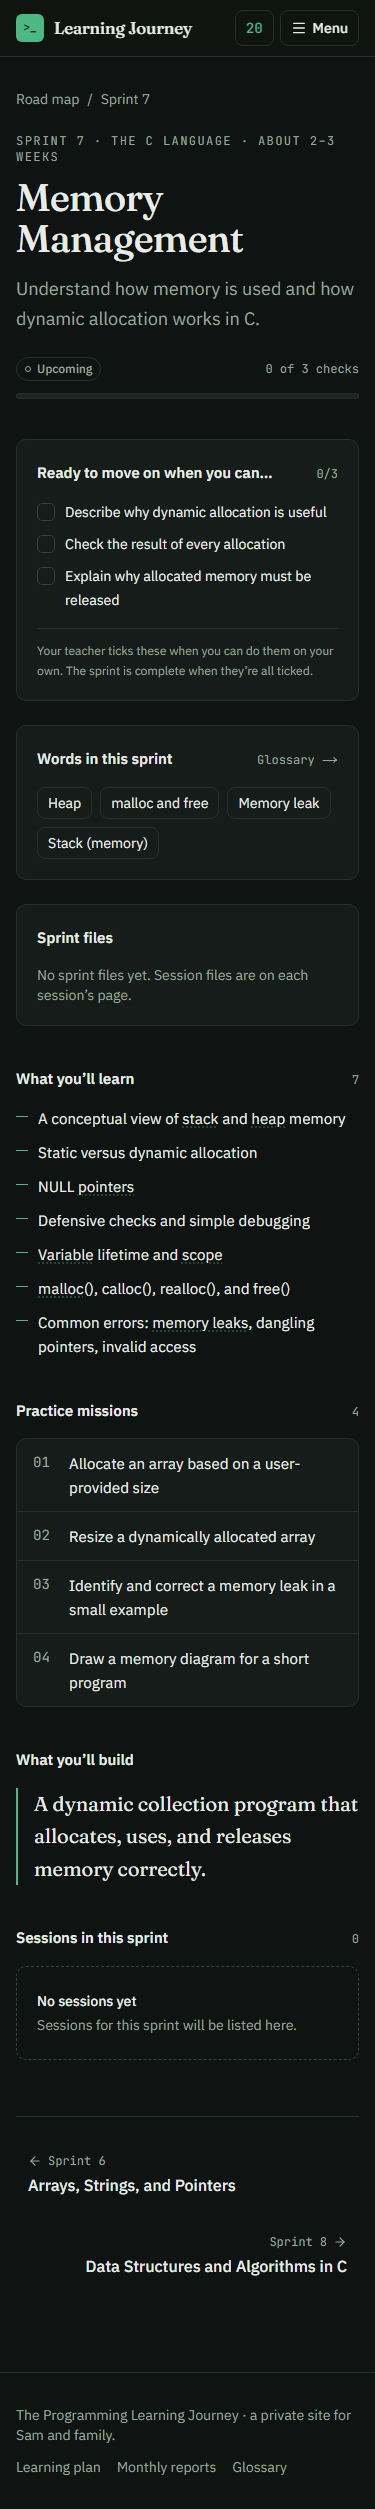 >_ Learning Journey 20 ☰ Menu
Road map / Sprint 7
SPRINT 7 · THE C LANGUAGE · ABOUT 2–3
WEEKS
Memory
Management
Understand how memory is used and how
dynamic allocation works in C.
Upcoming 0 of 3 checks
Ready to move on when you can… 0/3
Describe why dynamic allocation is useful
Check the result of every allocation
Explain why allocated memory must be
released
Your teacher ticks these when you can do them on your
own. The sprint is complete when they’re all ticked.
Words in this sprint Glossary →
Heap malloc and free Memory leak
Stack (memory)
Sprint files
No sprint files yet. Session files are on each
session’s page.
What you’ll learn 7
— A conceptual view of stack and heap memory
— Static versus dynamic allocation
— NULL pointers
— Defensive checks and simple debugging
— Variable lifetime and scope
— malloc(), calloc(), realloc(), and free()
— Common errors: memory leaks, dangling
pointers, invalid access
Practice missions 4
01 Allocate an array based on a user-
provided size
02 Resize a dynamically allocated array
03 Identify and correct a memory leak in a
small example
04 Draw a memory diagram for a short
program
What you’ll build
A dynamic collection program that
allocates, uses, and releases
memory correctly.
Sessions in this sprint 0
No sessions yet
Sessions for this sprint will be listed here.
← Sprint 6
Arrays, Strings, and Pointers
Sprint 8 →
Data Structures and Algorithms in C
The Programming Learning Journey · a private site for
Sam and family.
Learning plan Monthly reports Glossary